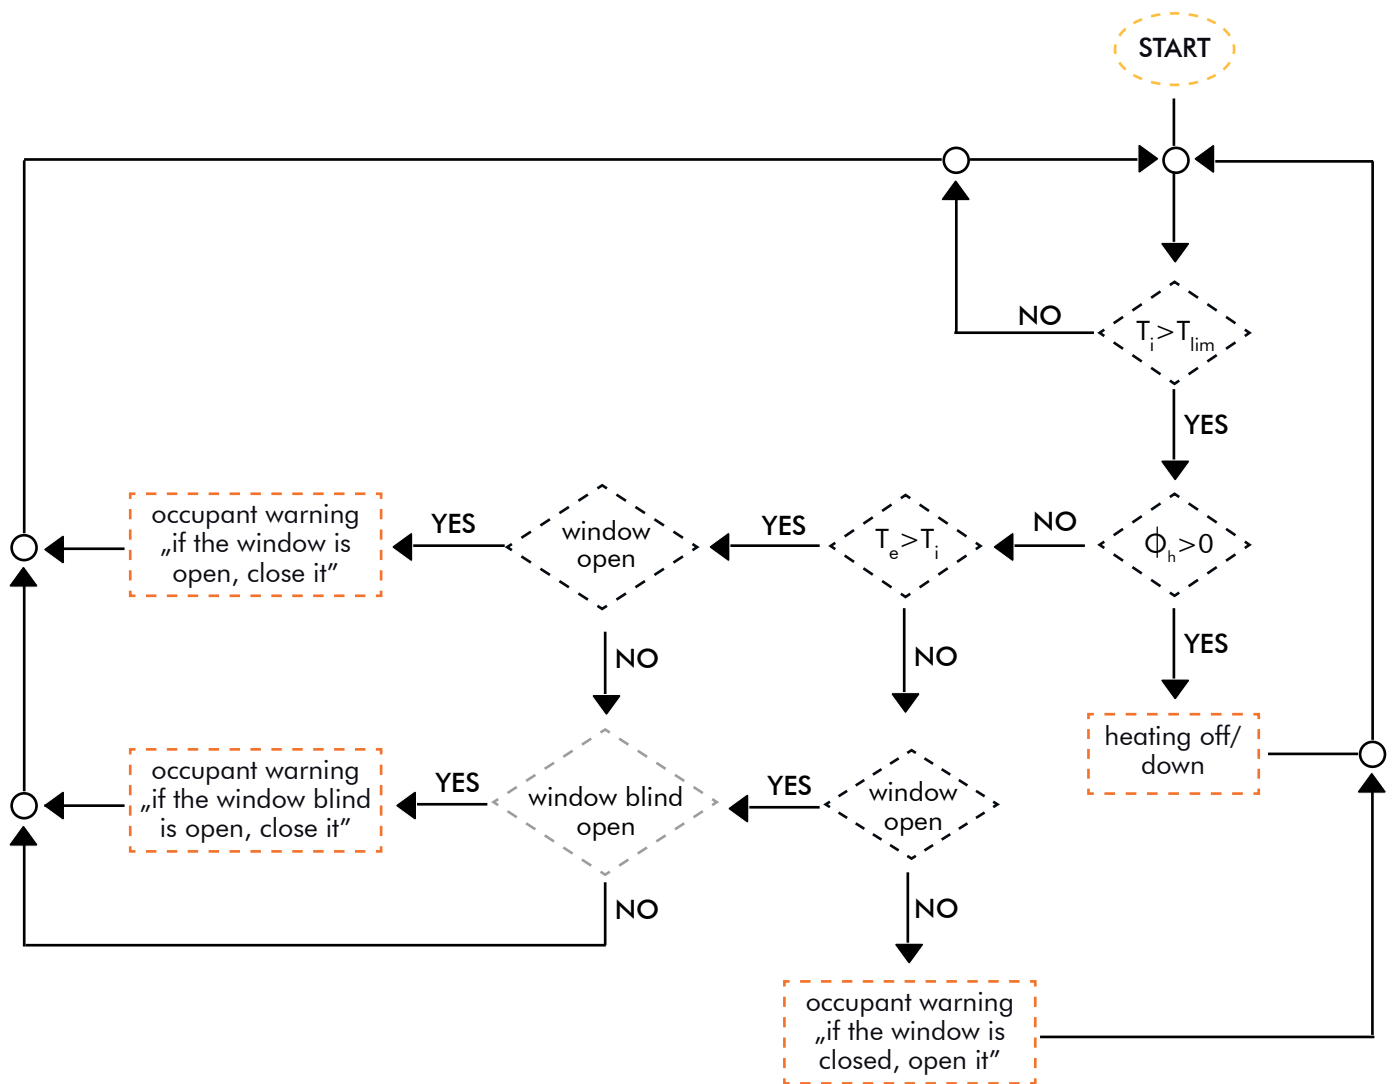 START
NO
Ti>Tlim
YES
occupant warning
„if the window is
open, close it”
YES
window
open
YES
Te>Ti
NO
ϕh>0
NO
NO
YES
heating off/
down
occupant warning
„if the window blind
is open, close it”
YES
window blind
open
YES
window
open
NO
NO
occupant warning
„if the window is
closed, open it”